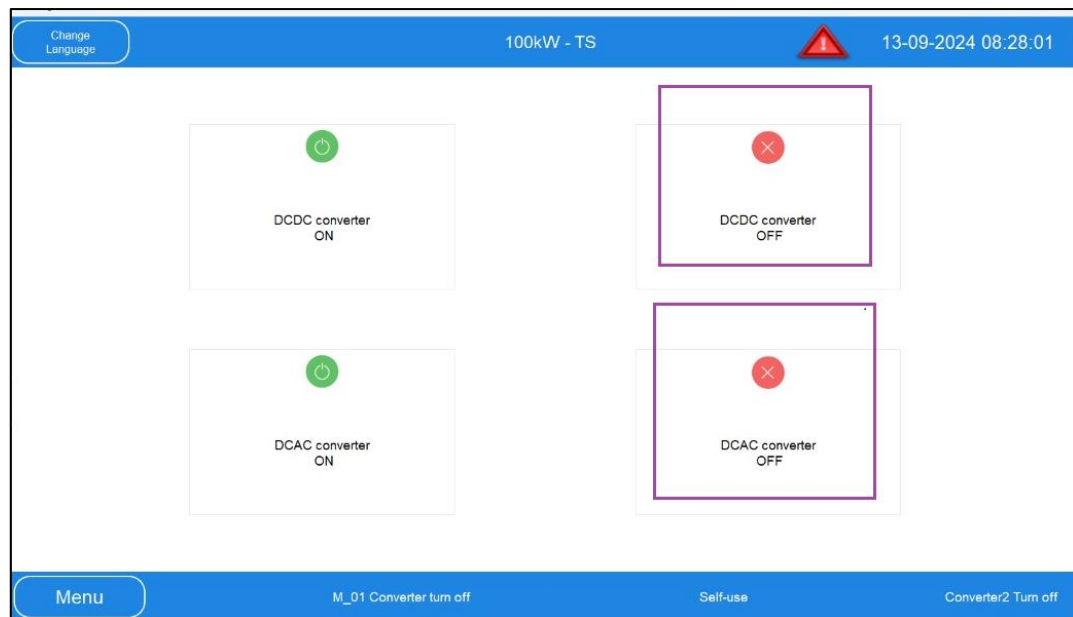 Change
Language
100kW - TS
13-09-2024 08:28:01
DCDC converter
ON
DCDC converter
OFF
DCAC converter
ON
DCAC converter
OFF
Menu
M_01 Converter turn off
Self-use
Converter2 Turn off